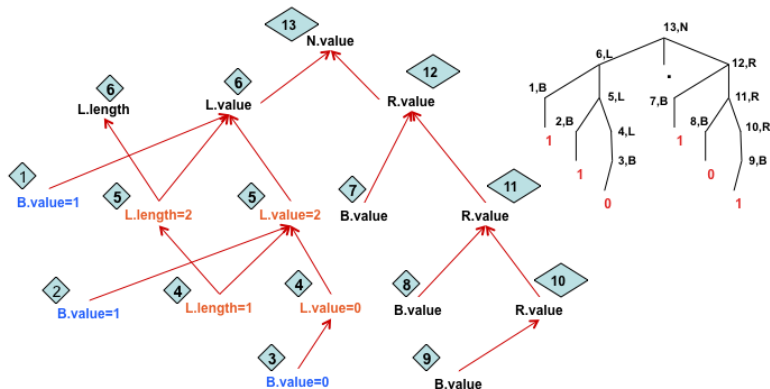 13
N.value
13,N
6
6
12
6,L
12,R
L.length
L.value
R.value
1,B
5,L
7,B
11,R
2,B
4,L
8,B
10,R
1
5
5
7
11
1
3,B
1
9,B
B.value=1
L.length=2
L.value=2
B.value
R.value
1
0
0
1
2
4
4
8
10
B.value=1
L.length=1
L.value=0
B.value
R.value
3
9
B.value=0
B.value